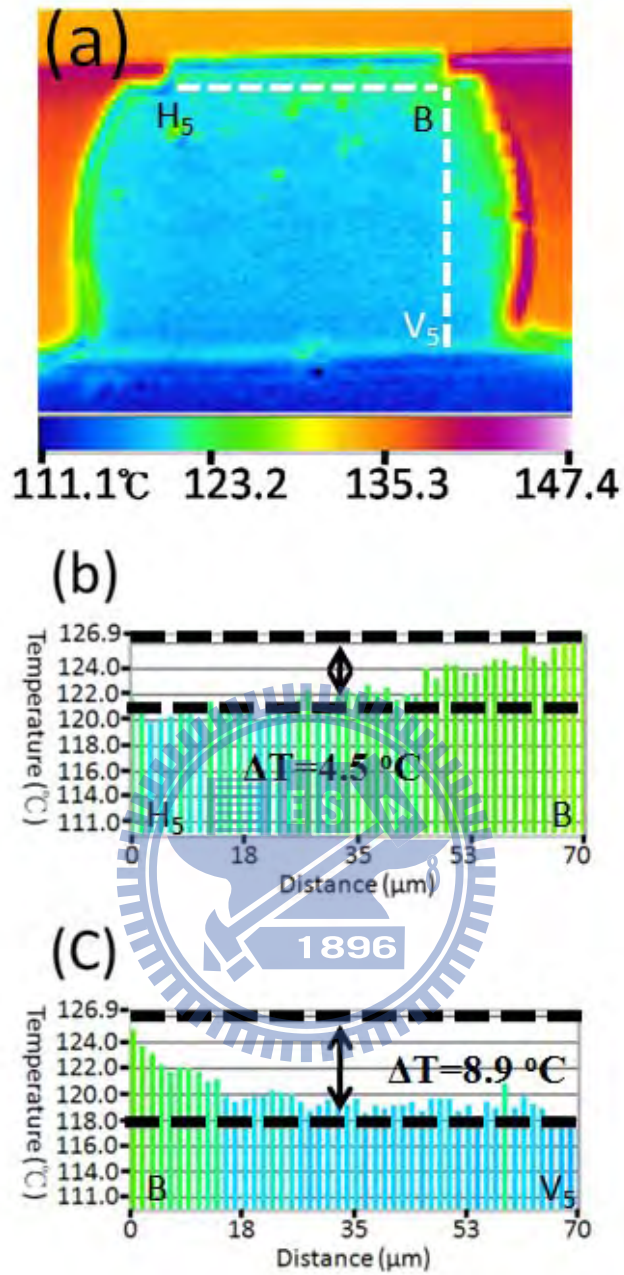 (a)
H5
B
V5
111.1℃ 123.2 135.3 147.4
(b)
Temperature (℃)
126.9
124.0
122.0
120.0
118.0
116.0
114.0
111.0
ΔT=4.5 °C
H5
B
0 18 35 53 70
Distance (μm)
ESA
8
1896
(C)
Temperature (℃)
126.9
124.0
122.0
120.0
118.0
116.0
114.0
111.0
ΔT=8.9 °C
B
V5
0 18 35 53 70
Distance (μm)